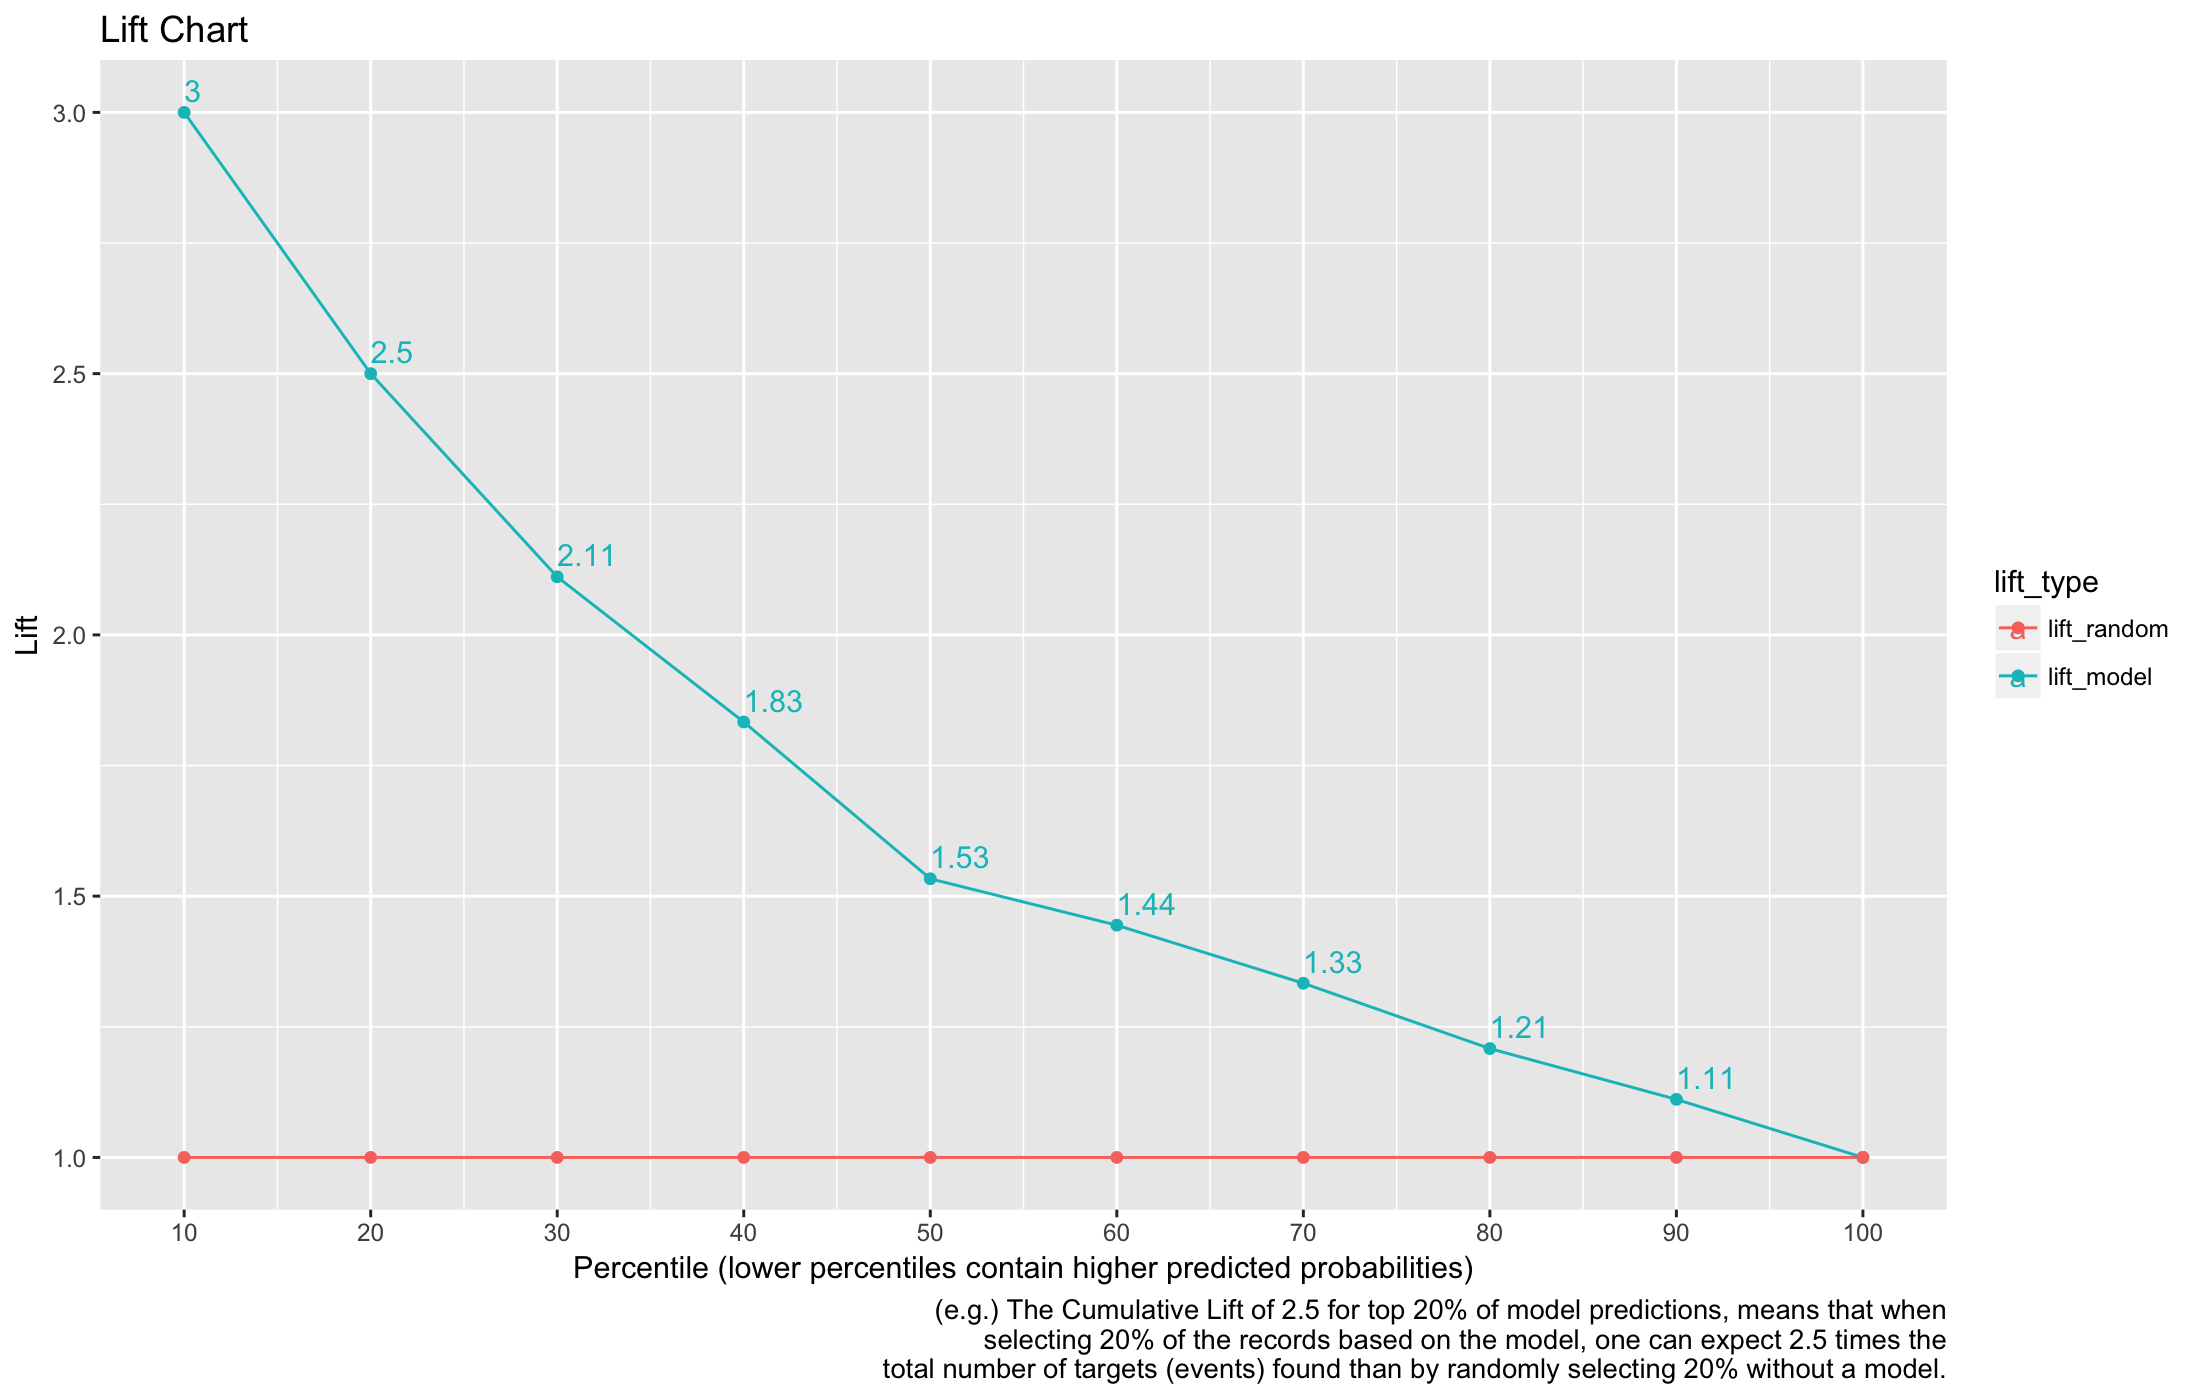 Lift Chart
3
3.0
2.5
2.5
2.11
Lift
2.0
1.83
1.53
1.5
1.44
1.33
1.21
1.11
1.0
lift_type
a lift_random
a lift_model
10 20 30 40 50 60 70 80 90 100
Percentile (lower percentiles contain higher predicted probabilities)
(e.g.) The Cumulative Lift of 2.5 for top 20% of model predictions, means that when
selecting 20% of the records based on the model, one can expect 2.5 times the
total number of targets (events) found than by randomly selecting 20% without a model.